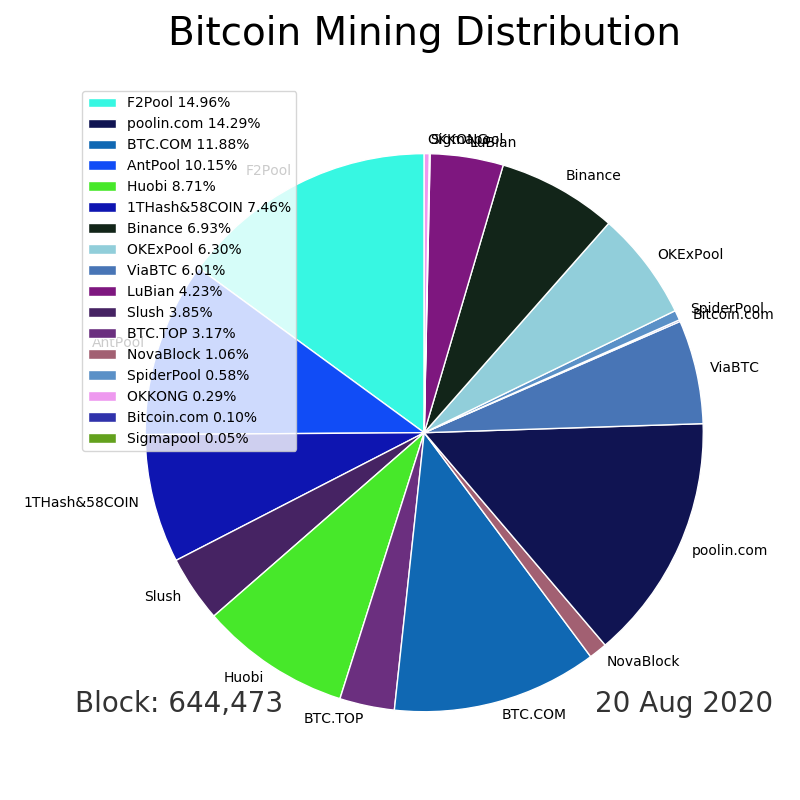 Bitcoin Mining Distribution
F2Pool 14.96%
poolin.com 14.29%
BTC.COM 11.88%
AntPool 10.15%
Huobi 8.71%
1THash&58COIN 7.46%
Binance 6.93%
OKExPool 6.30%
ViaBTC 6.01%
LuBian 4.23%
Slush 3.85%
BTC.TOP 3.17%
NovaBlock 1.06%
SpiderPool 0.58%
OKKONG 0.29%
Bitcoin.com 0.10%
Sigmapool 0.05%
OKKONG
Sigmapool
LuBian
F2Pool
Binance
OKExPool
SpiderPool
Bitcoin.com
AntPool
ViaBTC
1THash&58COIN
poolin.com
Slush
NovaBlock
Huobi
BTC.TOP
BTC.COM
Block: 644,473
20 Aug 2020